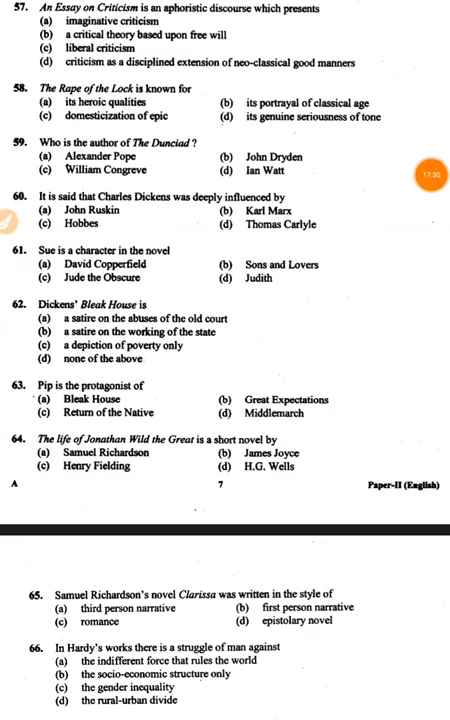 57. An Essay on Criticism is an aphoristic discourse which presents
(a) imaginative criticism
(b) a critical theory based upon free will
(c) liberal criticism
(d) criticism as a disciplined extension of neo-classical good manners
58. The Rape of the Lock is known for
(a) its heroic qualities (b) its portrayal of classical age
(c) domesticization of epic (d) its genuine seriousness of tone
59. Who is the author of The Dunciad ?
(a) Alexander Pope (b) John Dryden
(c) William Congreve (d) Ian Watt
17:30
60. It is said that Charles Dickens was deeply influenced by
(a) John Ruskin (b) Karl Marx
(c) Hobbes (d) Thomas Carlyle
61. Sue is a character in the novel
(a) David Copperfield (b) Sons and Lovers
(c) Jude the Obscure (d) Judith
62. Dickens' Bleak House is
(a) a satire on the abuses of the old court
(b) a satire on the working of the state
(c) a depiction of poverty only
(d) none of the above
63. Pip is the protagonist of
(a) Bleak House (b) Great Expectations
(c) Return of the Native (d) Middlemarch
64. The life of Jonathan Wild the Great is a short novel by
(a) Samuel Richardson (b) James Joyce
(c) Henry Fielding (d) H.G. Wells
A 7 Paper-II (English)
65. Samuel Richardson's novel Clarissa was written in the style of
(a) third person narrative (b) first person narrative
(c) romance (d) epistolary novel
66. In Hardy's works there is a struggle of man against
(a) the indifferent force that rules the world
(b) the socio-economic structure only
(c) the gender inequality
(d) the rural-urban divide